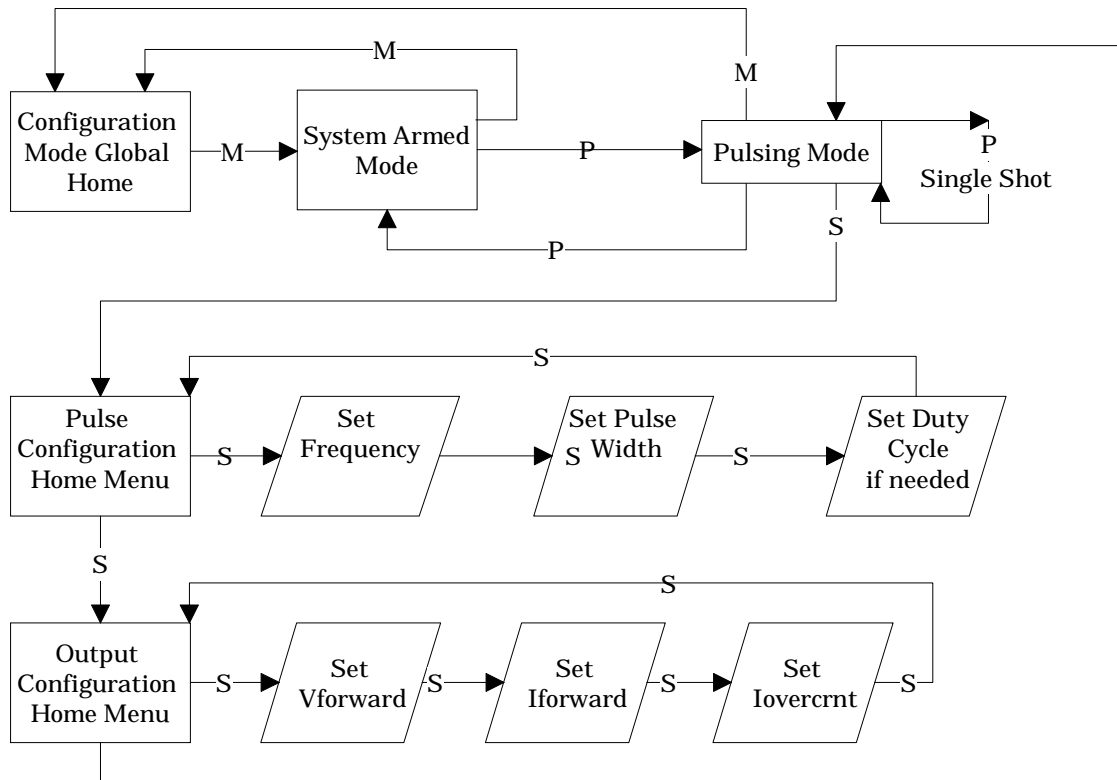 M
M
M
Configuration
Mode Global
Home
M
System Armed
Mode
P
Pulsing Mode
P
Single Shot
P
S
S
Pulse
Configuration
Home Menu
S
Set
Frequency
S
Set Pulse
Width
S
Set Duty
Cycle
if needed
S
S
Output
Configuration
Home Menu
S
Set
Vforward
S
Set
Iforward
S
Set
Iovercrnt
S